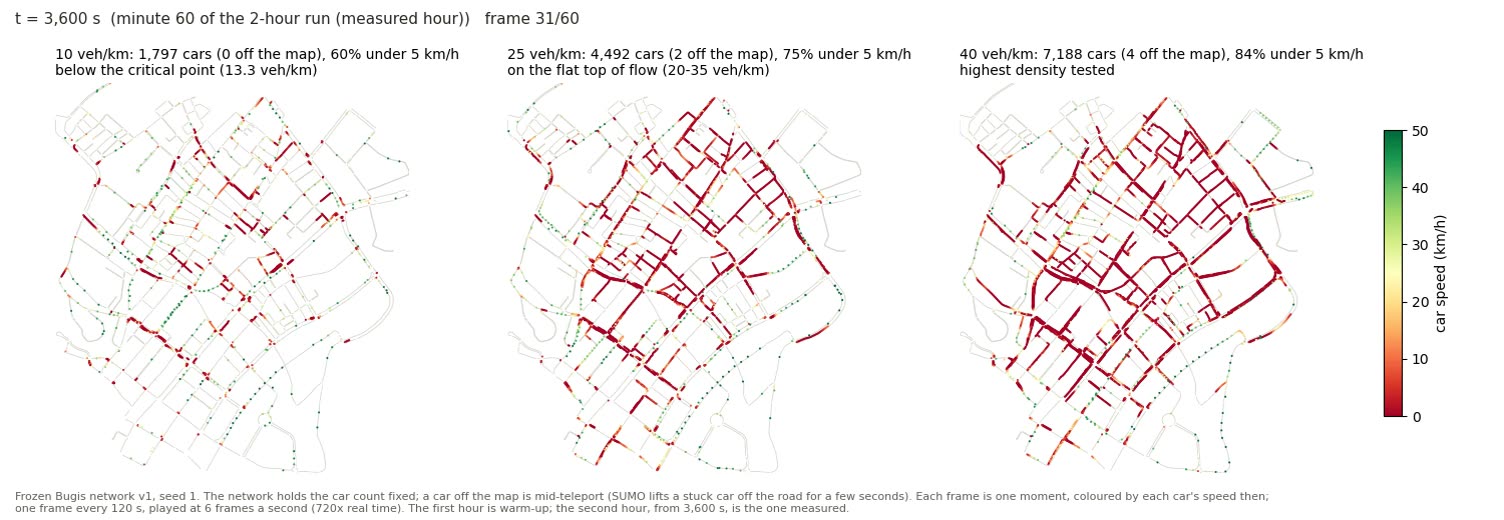 t = 3,600 s  (minute 60 of the 2-hour run (measured hour))   frame 31/60
10 veh/km: 1,797 cars (0 off the map), 60% under 5 km/h
below the critical point (13.3 veh/km)
25 veh/km: 4,492 cars (2 off the map), 75% under 5 km/h
on the flat top of flow (20-35 veh/km)
40 veh/km: 7,188 cars (4 off the map), 84% under 5 km/h
highest density tested
50
40
30
20
10
0
car speed (km/h)
Frozen Bugis network v1, seed 1. The network holds the car count fixed; a car off the map is mid-teleport (SUMO lifts a stuck car off the road for a few seconds). Each frame is one moment, coloured by each car's speed then;
one frame every 120 s, played at 6 frames a second (720x real time). The first hour is warm-up; the second hour, from 3,600 s, is the one measured.